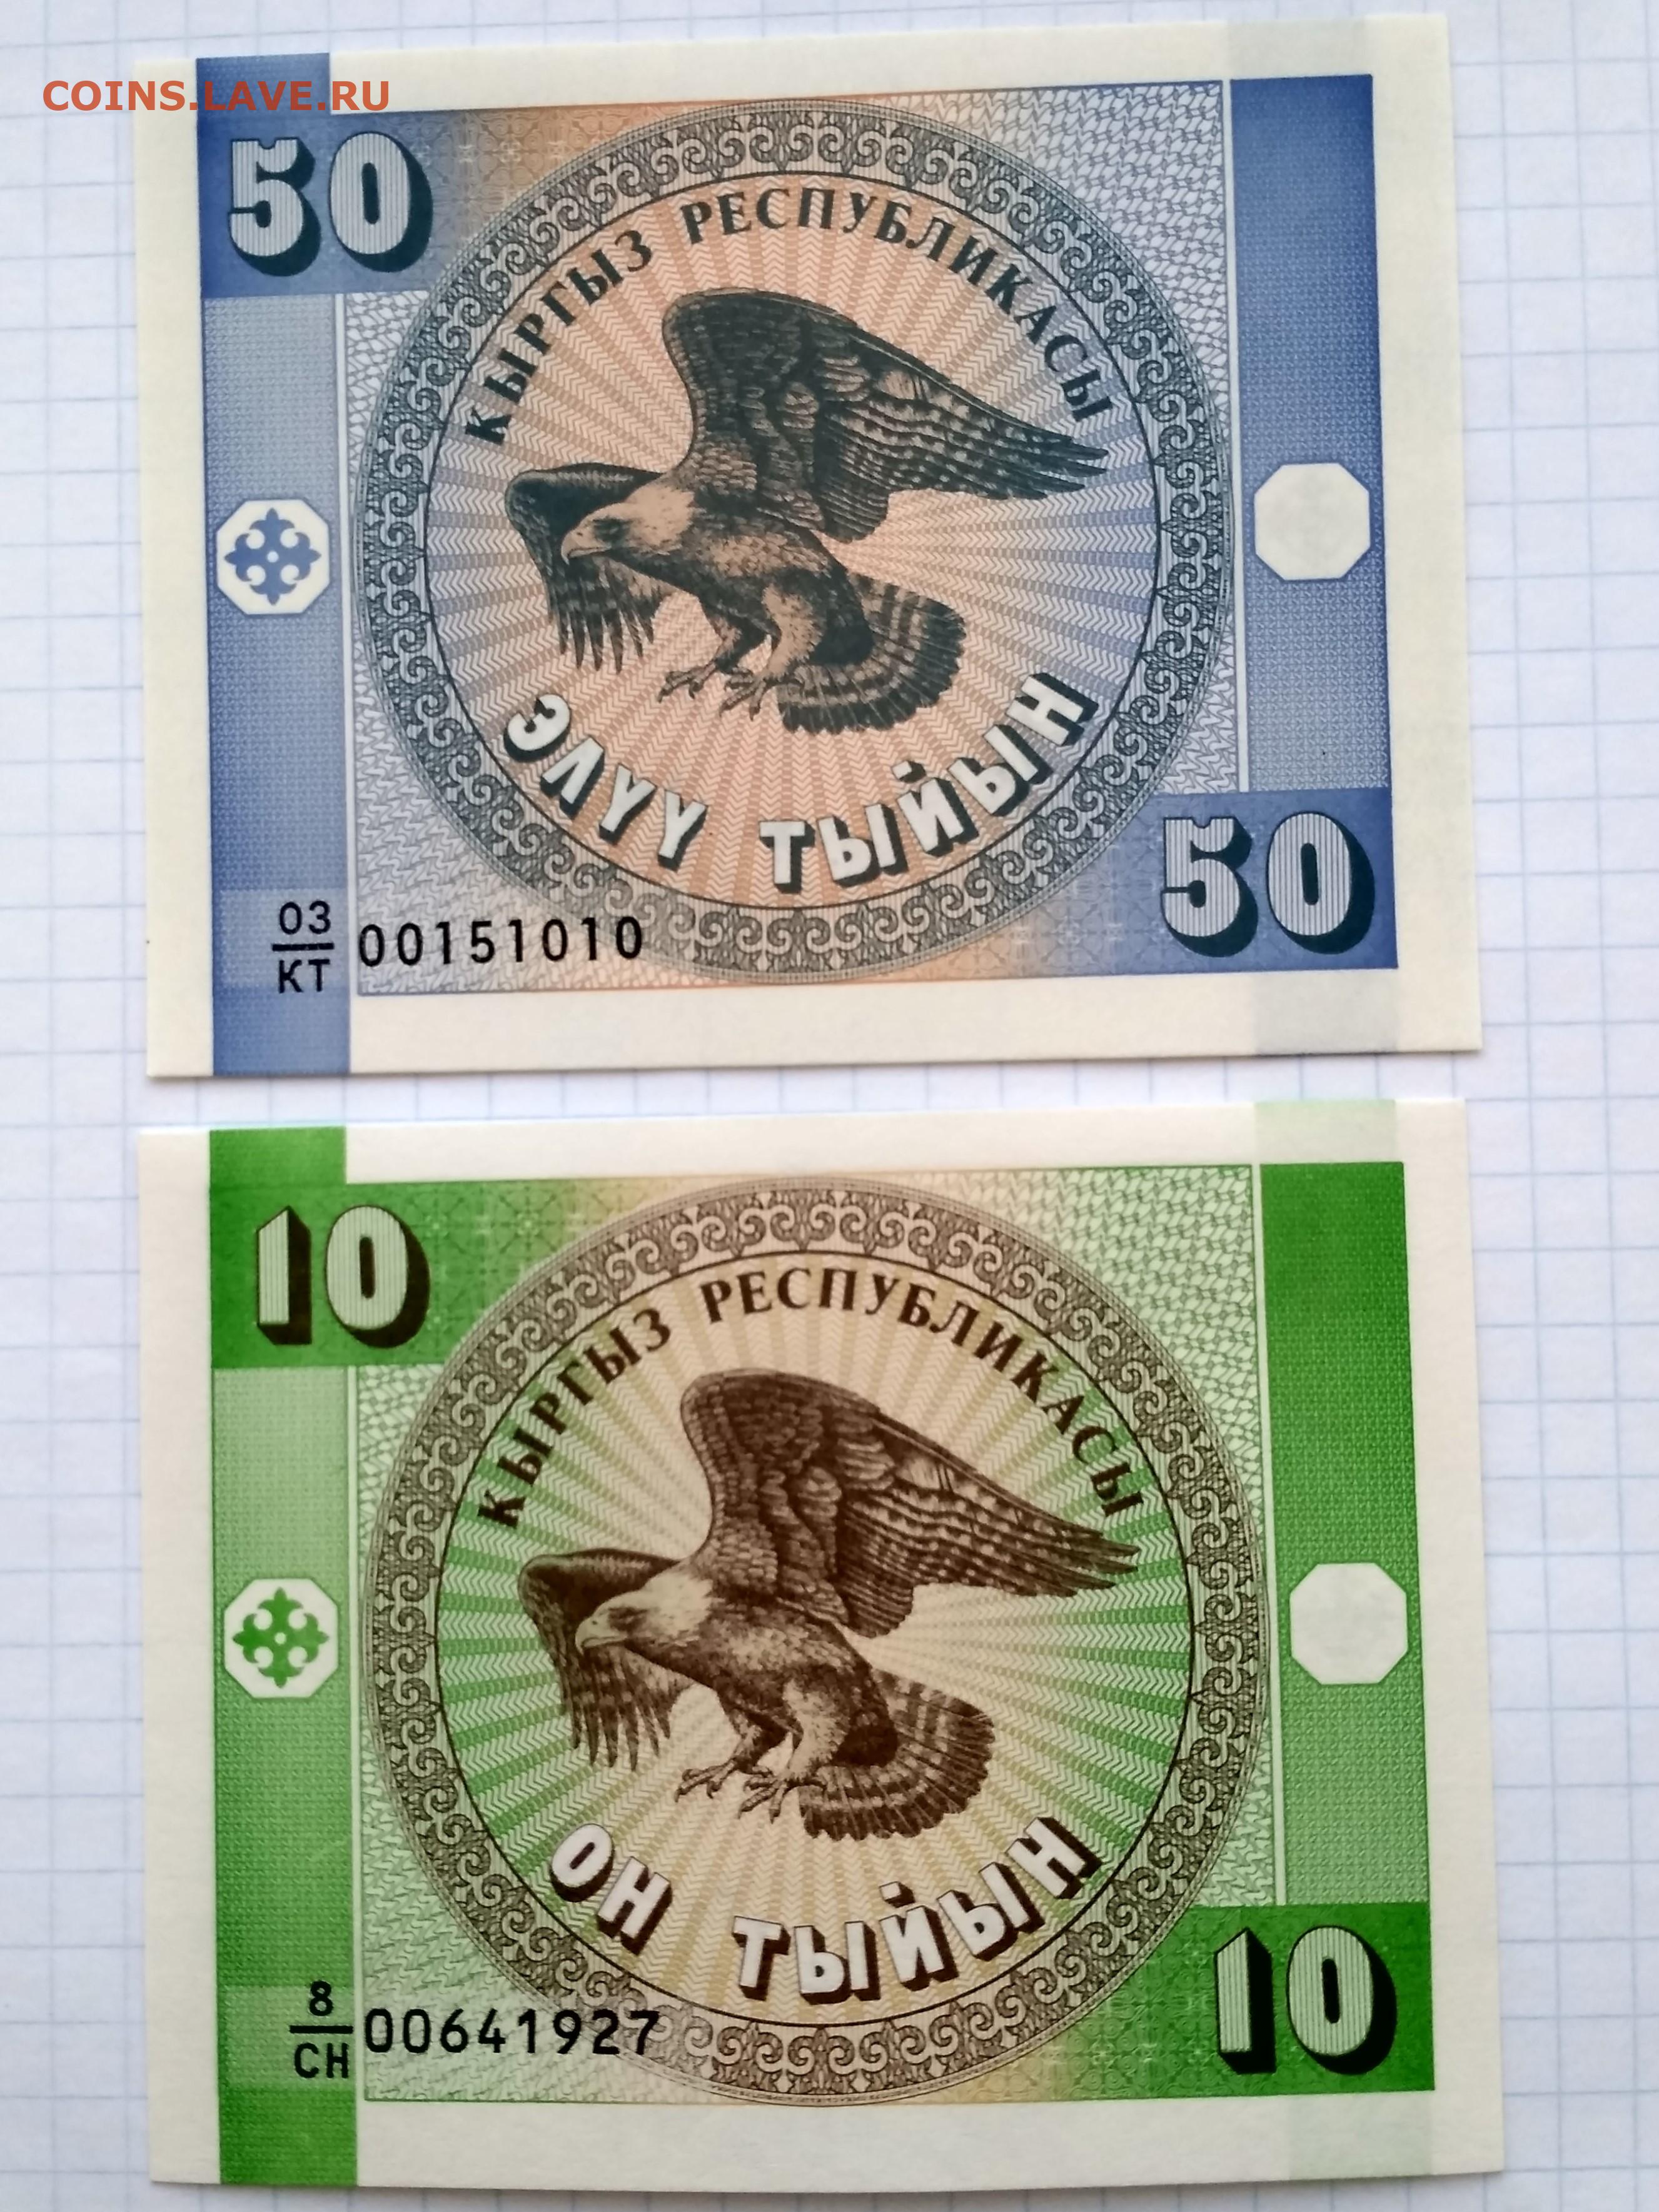 COINS.LAVE.RU
50
КЫРГЫЗ РЕСПУБЛИКАСЫ
ЭЛҮҮ ТЫЙЫН
50
03
КТ
00151010
10
КЫРГЫЗ РЕСПУБЛИКАСЫ
ОН ТЫЙЫН
10
8
СН
00641927